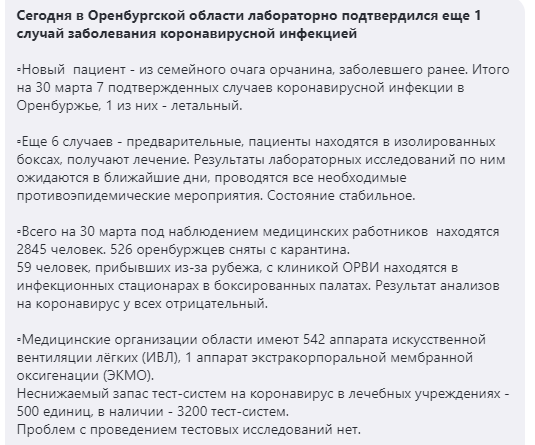 Сегодня в Оренбургской области лабораторно подтвердился еще 1
случай заболевания коронавирусной инфекцией
▫Новый  пациент - из семейного очага орчанина, заболевшего ранее. Итого
на 30 марта 7 подтвержденных случаев коронавирусной инфекции в
Оренбуржье, 1 из них - летальный.
▫Еще 6 случаев - предварительные, пациенты находятся в изолированных
боксах, получают лечение. Результаты лабораторных исследований по ним
ожидаются в ближайшие дни, проводятся все необходимые
противоэпидемические мероприятия. Состояние стабильное.
▫Всего на 30 марта под наблюдением медицинских работников  находятся
2845 человек. 526 оренбуржцев сняты с карантина.
59 человек, прибывших из-за рубежа, с клиникой ОРВИ находятся в
инфекционных стационарах в боксированных палатах. Результат анализов
на коронавирус у всех отрицательный.
▫Медицинские организации области имеют 542 аппарата искусственной
вентиляции лёгких (ИВЛ), 1 аппарат экстракорпоральной мембранной
оксигенации (ЭКМО).
Неснижаемый запас тест-систем на коронавирус в лечебных учреждениях -
500 единиц, в наличии - 3200 тест-систем.
Проблем с проведением тестовых исследований нет.